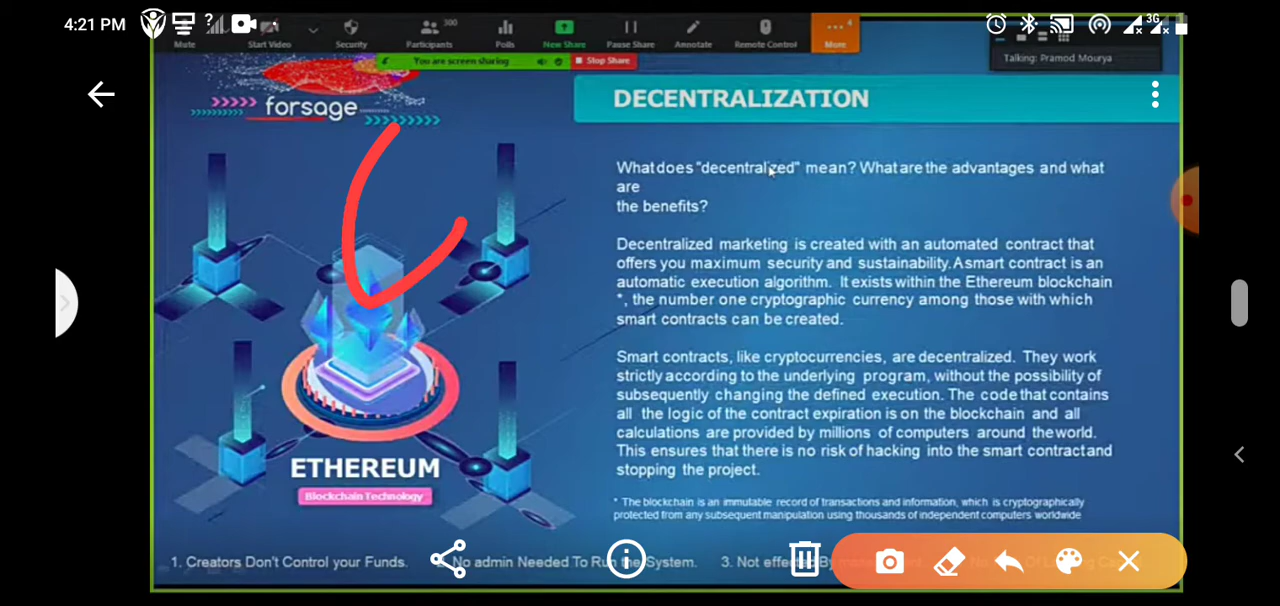 4:21 PM
?
300
4
3G
Mute
Start Video
Security
Participants
Polls
New Share
Pause Share
Annotate
Remote Control
More
You are screen sharing
Stop Share
Talking: Pramod Mourya
forsage
DECENTRALIZATION
What does "decentralized" mean? What are the advantages and what
are
the benefits?
Decentralized marketing is created with an automated contract that
offers you maximum security and sustainability. Asmart contract is an
automatic execution algorithm. It exists within the Ethereum blockchain
*, the number one cryptographic currency among those with which
smart contracts can be created.
Smart contracts, like cryptocurrencies, are decentralized. They work
strictly according to the underlying program, without the possibility of
subsequently changing the defined execution. The code that contains
all the logic of the contract expiration is on the blockchain and all
calculations are provided by millions of computers around the world.
This ensures that there is no risk of hacking into the smart contract and
stopping the project.
* The blockchain is an immutable record of transactions and information, which is cryptographically
protected from any subsequent manipulation using thousands of independent computers worldwide
ETHEREUM
Blockchain Technology
1. Creators Don't Control your Funds.
No admin Needed To Run the System.
3. Not effected By